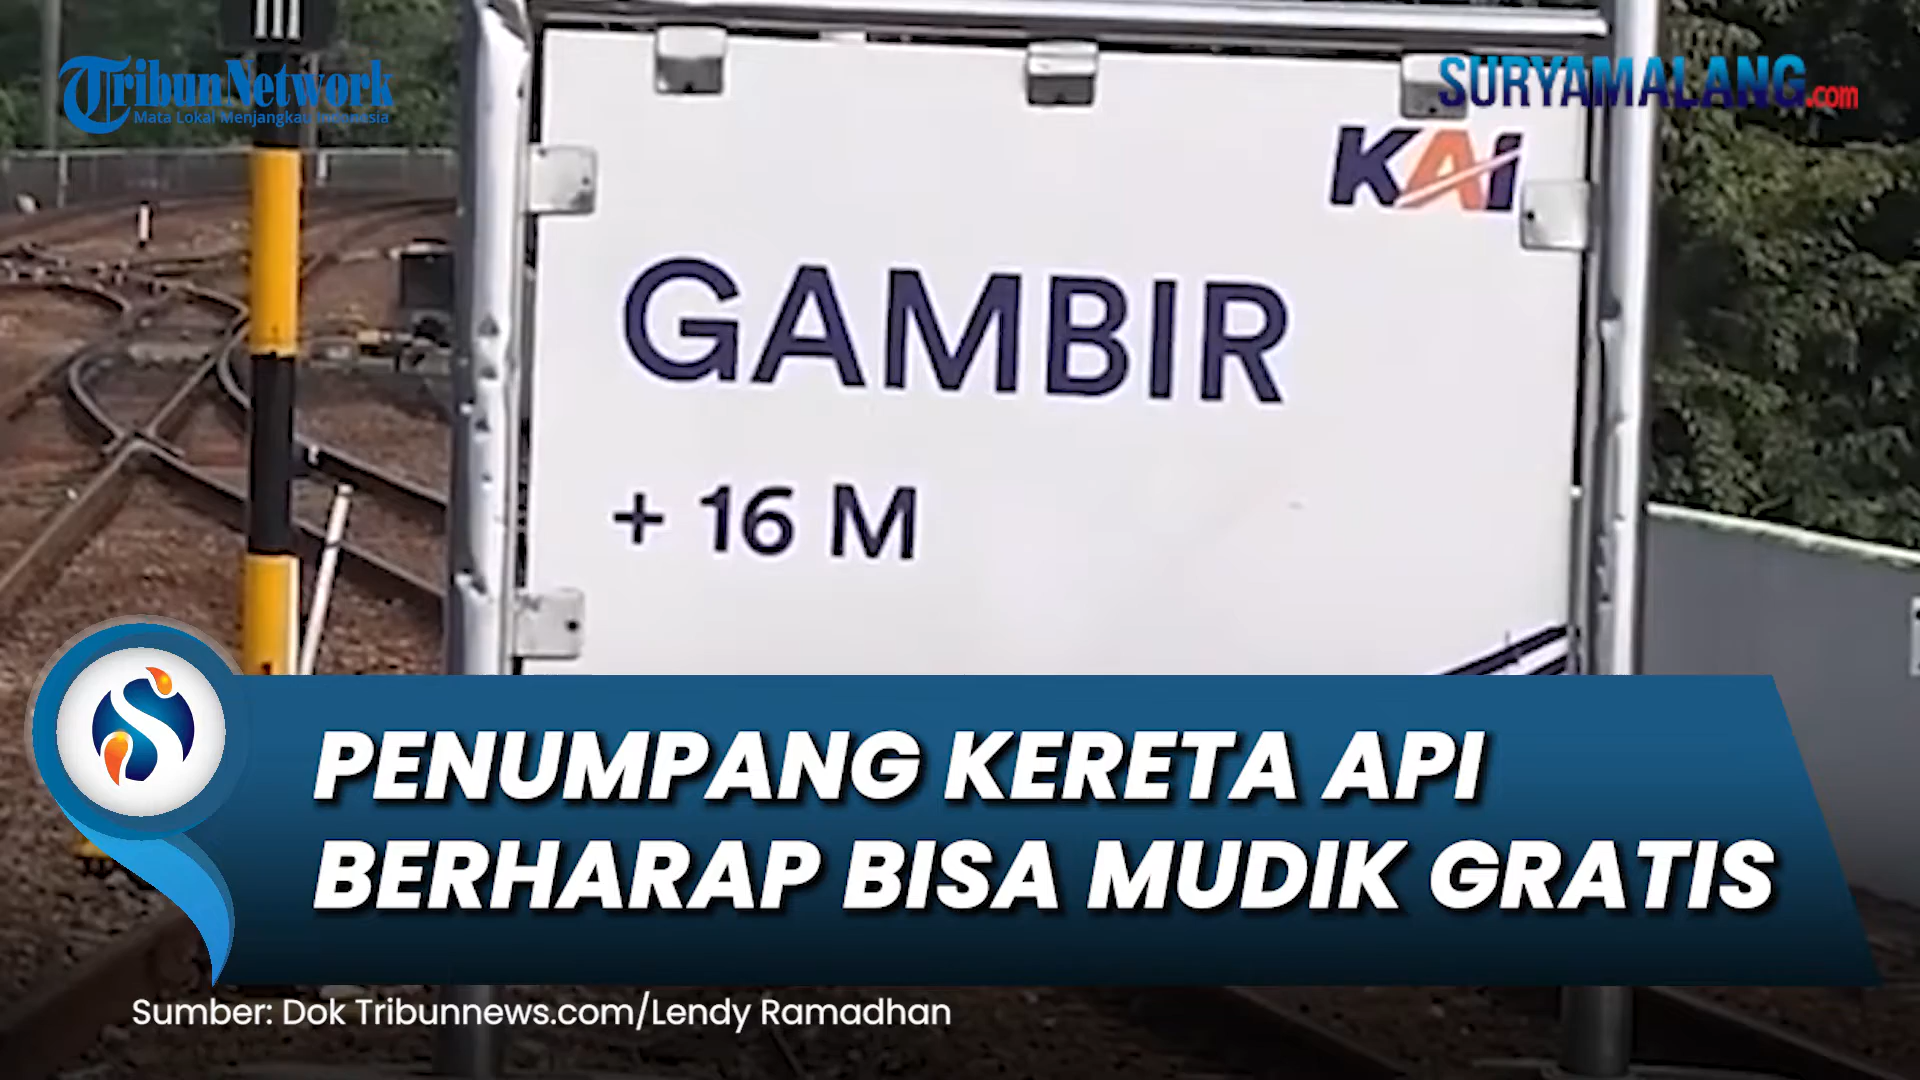 TribunNetwork
Mata Lokal Menjangkau Indonesia
SURYAMALANG.com
KAI
GAMBIR
+ 16 M
PENUMPANG KERETA API
BERHARAP BISA MUDIK GRATIS
Sumber: Dok Tribunnews.com/Lendy Ramadhan